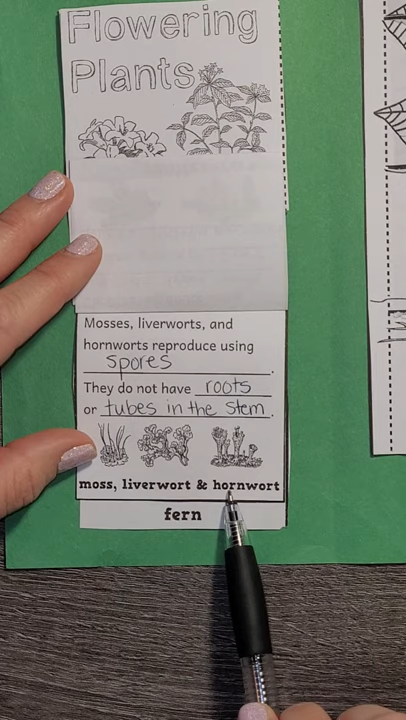 Flowering
Plants
Mosses, liverworts, and
hornworts reproduce using
spores.
They do not have roots
or tubes in the stem.
moss, liverwort & hornwort
fern